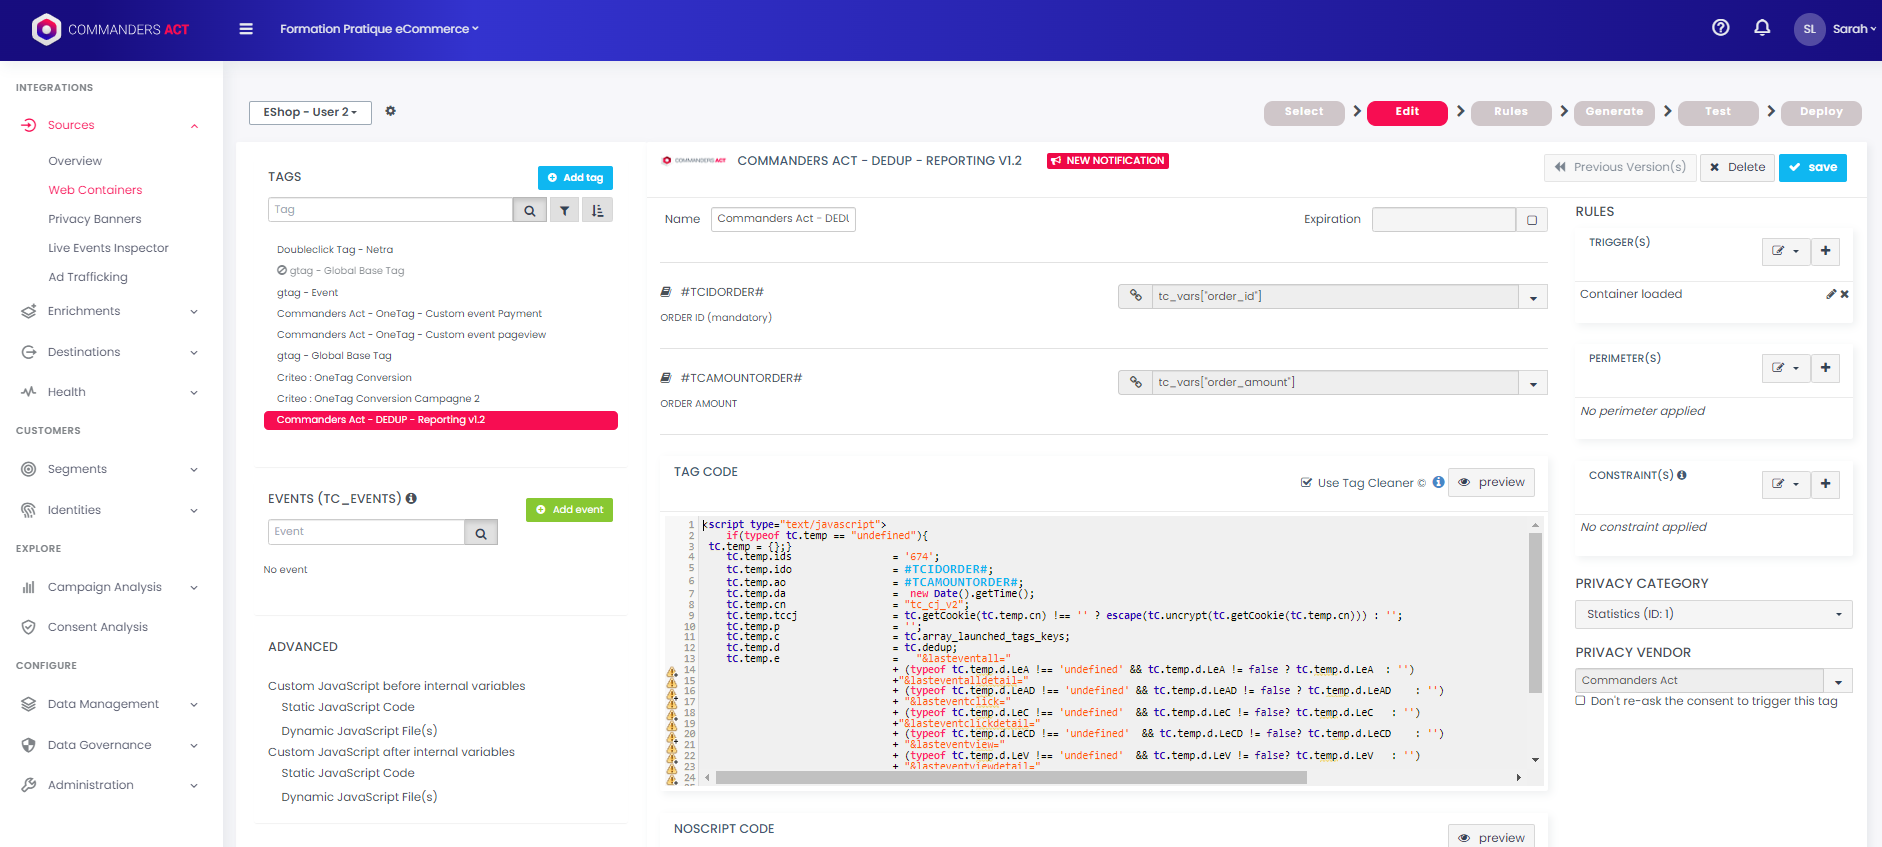 COMMANDERS ACT
Formation Pratique eCommerce
SL
Sarah
INTEGRATIONS
Sources
Overview
Web Containers
Privacy Banners
Live Events Inspector
Ad Trafficking
Enrichments
Destinations
Health
CUSTOMERS
Segments
Identities
EXPLORE
Campaign Analysis
Consent Analysis
CONFIGURE
Data Management
Data Governance
Administration
EShop - User 2
Select
Edit
Rules
Generate
Test
Deploy
TAGS
Add tag
Tag
Doubleclick Tag - Netra
gtag - Global Base Tag
gtag - Event
Commanders Act - OneTag - Custom event Payment
Commanders Act - OneTag - Custom event pageview
gtag - Global Base Tag
Criteo : OneTag Conversion
Criteo : OneTag Conversion Campagne 2
Commanders Act - DEDUP - Reporting v1.2
EVENTS (TC_EVENTS)
Add event
Event
No event
ADVANCED
Custom JavaScript before internal variables
Static JavaScript Code
Dynamic JavaScript File(s)
Custom JavaScript after internal variables
Static JavaScript Code
Dynamic JavaScript File(s)
COMMANDERS ACT
COMMANDERS ACT - DEDUP - REPORTING V1.2
NEW NOTIFICATION
Previous Version(s)
Delete
save
Name
Commanders Act - DEDU
Expiration
#TCIDORDER#
ORDER ID (mandatory)
tc_vars["order_id"]
#TCAMOUNTORDER#
ORDER AMOUNT
tc_vars["order_amount"]
TAG CODE
Use Tag Cleaner ©
preview
1 <script type="text/javascript">
2 if(typeof tC.temp == "undefined"){
3 tC.temp = {};}
4 tC.temp.ids = '674';
5 tC.temp.ido = #TCIDORDER#;
6 tC.temp.ao = #TCAMOUNTORDER#;
7 tC.temp.da = new Date().getTime();
8 tC.temp.cn = "tc_cj_v2";
9 tC.temp.tccj = tC.getCookie(tC.temp.cn) !== '' ? escape(tC.uncrypt(tC.getCookie(tC.temp.cn))) : '';
10 tC.temp.p = '';
11 tC.temp.c = tC.array_launched_tags_keys;
12 tC.temp.d = tC.dedup;
13 tC.temp.e = "&lasteventall="
14 + (typeof tC.temp.d.LeA !== 'undefined' && tC.temp.d.LeA != false ? tC.temp.d.LeA : '')
15 +"&lasteventalldetail="
16 + (typeof tC.temp.d.LeAD !== 'undefined' && tC.temp.d.LeAD != false ? tC.temp.d.LeAD : '')
17 + "&lasteventclick="
18 + (typeof tC.temp.d.LeC !== 'undefined' && tC.temp.d.LeC != false? tC.temp.d.LeC : '')
19 +"&lasteventclickdetail="
20 + (typeof tC.temp.d.LeCD !== 'undefined' && tC.temp.d.LeCD != false? tC.temp.d.LeCD : '')
21 + "&lasteventview="
22 + (typeof tC.temp.d.LeV !== 'undefined' && tC.temp.d.LeV != false? tC.temp.d.LeV : '')
23 + "&lasteventviewdetail="
24
NOSCRIPT CODE
preview
RULES
TRIGGER(S)
Container loaded
PERIMETER(S)
No perimeter applied
CONSTRAINT(S)
No constraint applied
PRIVACY CATEGORY
Statistics (ID: 1)
PRIVACY VENDOR
Commanders Act
Don't re-ask the consent to trigger this tag